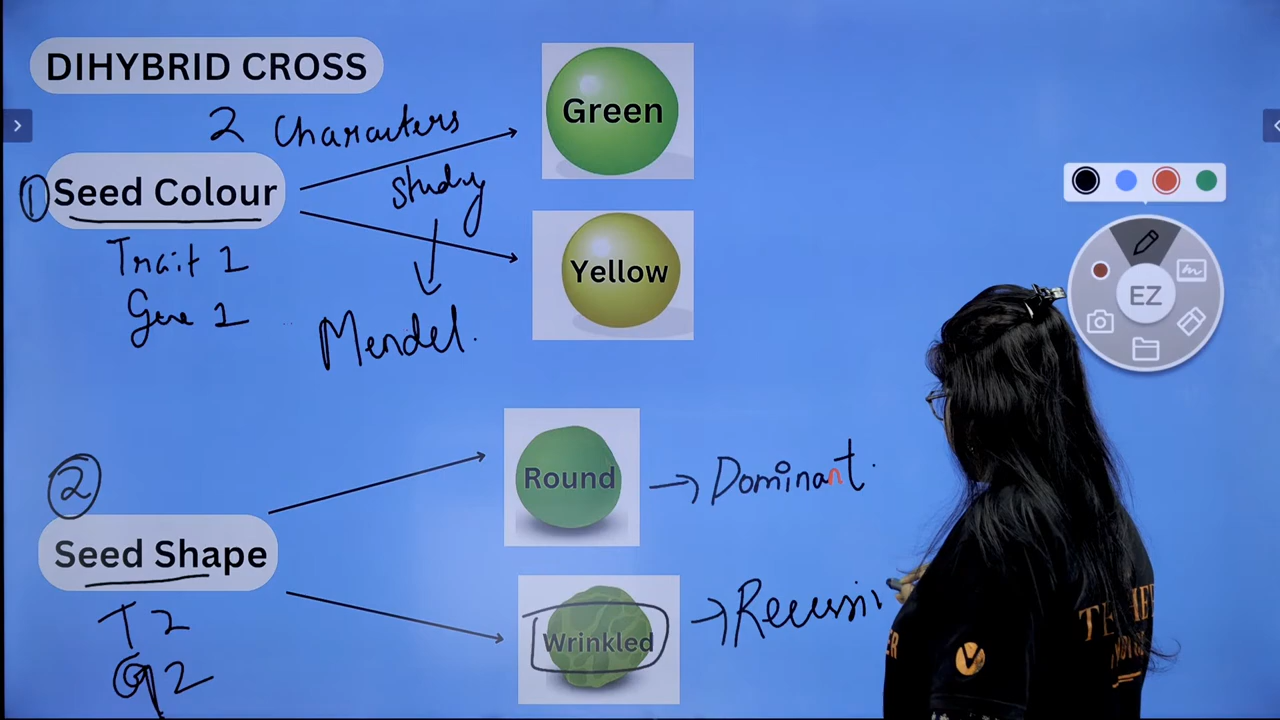 DIHYBRID CROSS
2 Characters
Green
① Seed Colour
Study
Trait 1
Yellow
Gene 1
Mendel.
②
Round → Dominant.
Seed Shape
T2
Wrinkled → Recessi
G2
EZ